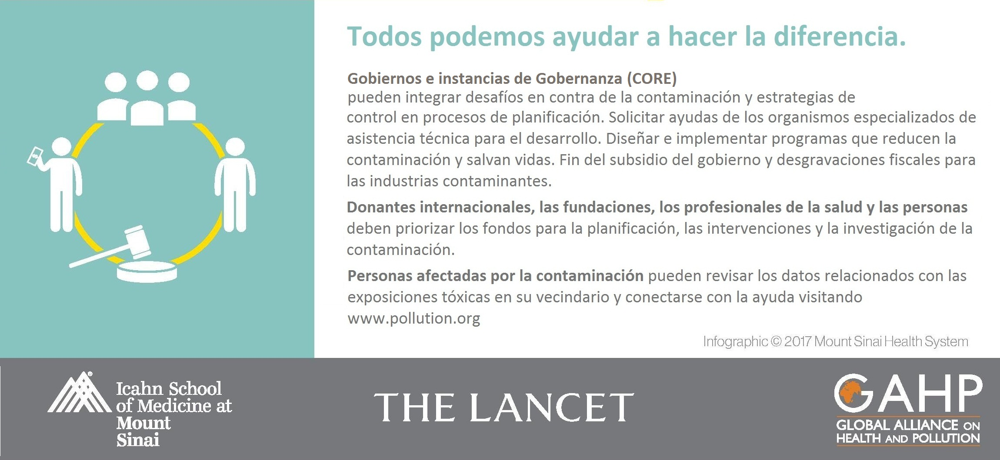 Todos podemos ayudar a hacer la diferencia.
Gobiernos e instancias de Gobernanza (CORE)
pueden integrar desafíos en contra de la contaminación y estrategias de
control en procesos de planificación. Solicitar ayudas de los organismos especializados de
asistencia técnica para el desarrollo. Diseñar e implementar programas que reducen la
contaminación y salvan vidas. Fin del subsidio del gobierno y desgravaciones fiscales para
las industrias contaminantes.
Donantes internacionales, las fundaciones, los profesionales de la salud y las personas
deben priorizar los fondos para la planificación, las intervenciones y la investigación de la
contaminación.
Personas afectadas por la contaminación pueden revisar los datos relacionados con las
exposiciones tóxicas en su vecindario y conectarse con la ayuda visitando
www.pollution.org
Infographic © 2017 Mount Sinai Health System
®
Icahn School
of Medicine at
Mount
Sinai
THE LANCET
GAHP
GLOBAL ALLIANCE ON
HEALTH AND POLLUTION
$